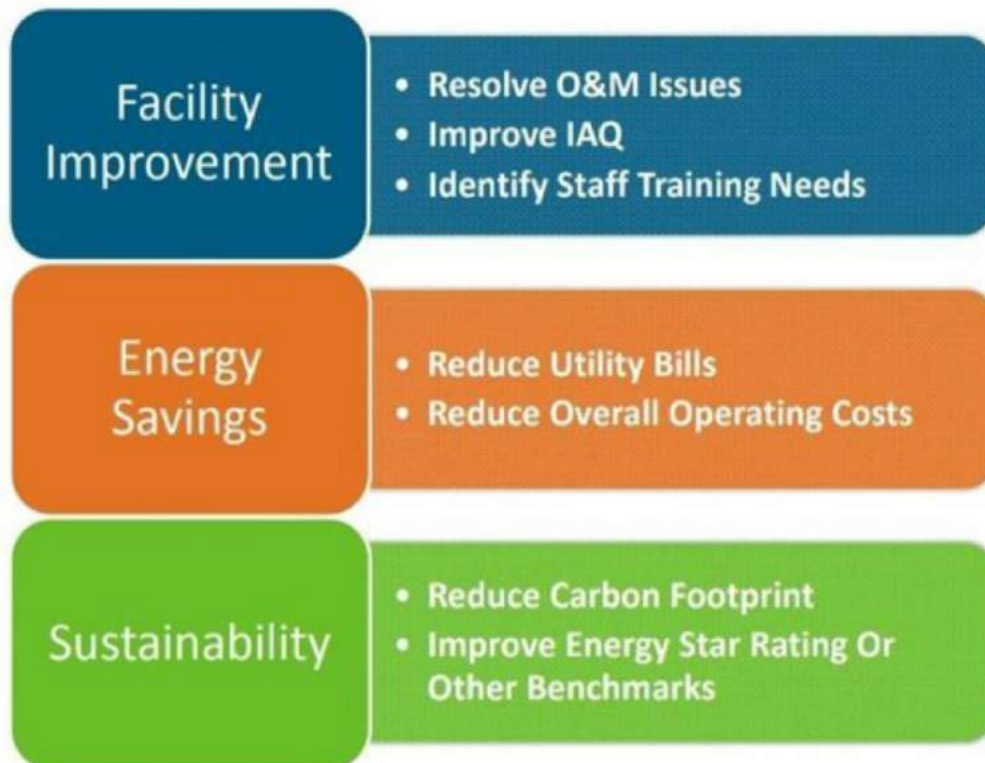 Facility
Improvement
• Resolve O&M Issues
• Improve IAQ
• Identify Staff Training Needs
Energy
Savings
• Reduce Utility Bills
• Reduce Overall Operating Costs
Sustainability
• Reduce Carbon Footprint
• Improve Energy Star Rating Or
Other Benchmarks